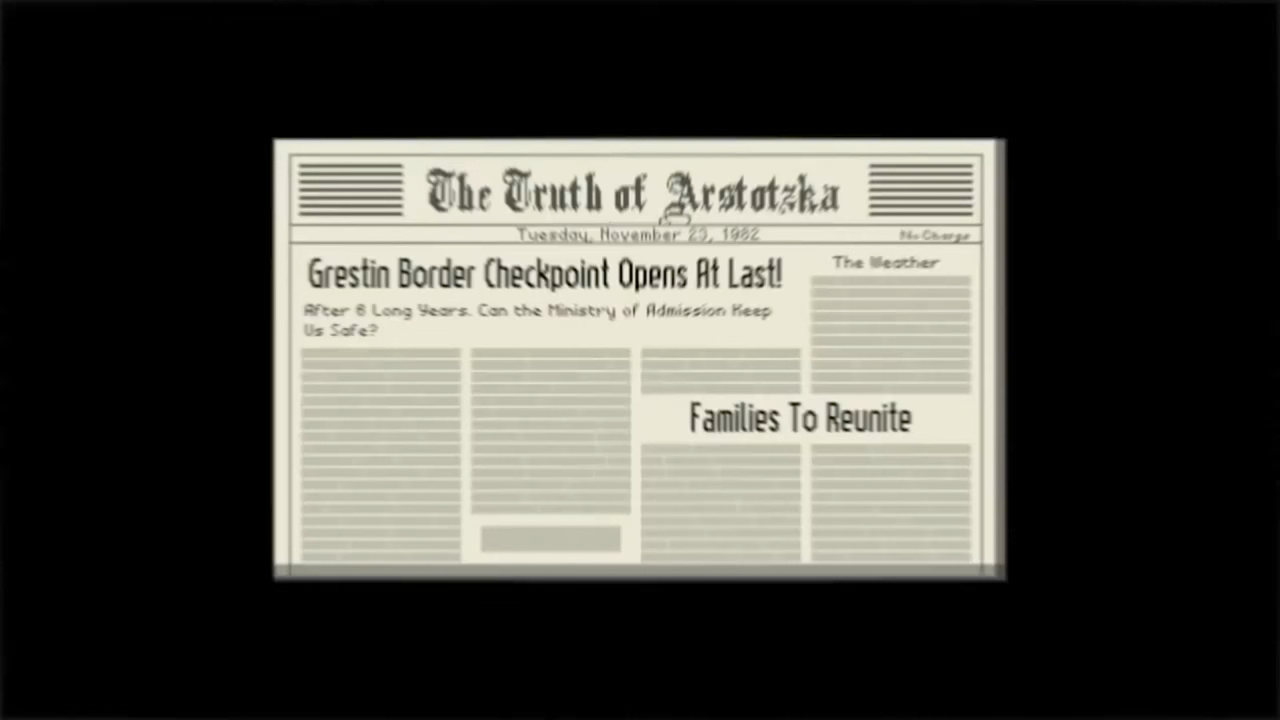 The Truth of Arstotzka
Tuesday, November 23, 1982
No Charge
Grestin Border Checkpoint Opens At Last!
The Weather
After 6 Long Years. Can the Ministry of Admission Keep
Us Safe?
Families To Reunite